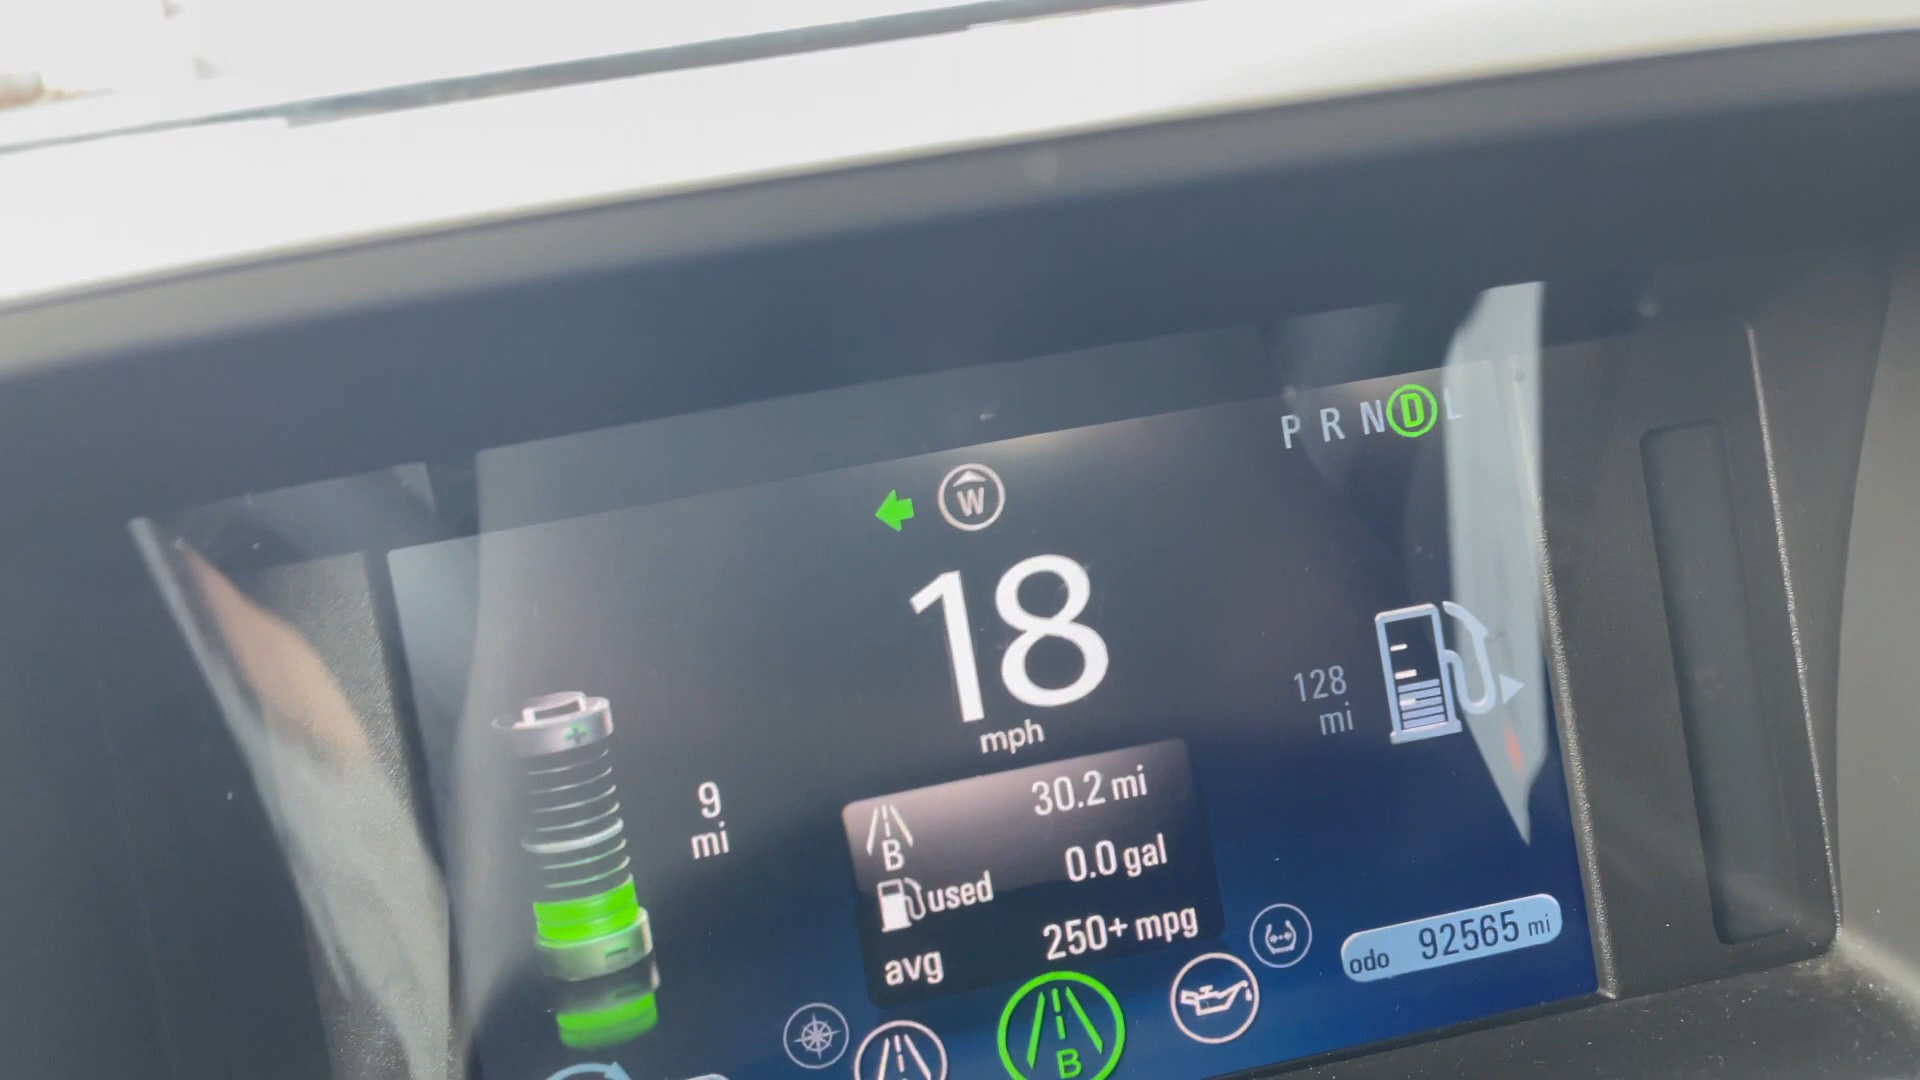 P R N D L
W
18
mph
128
mi
9
mi
B
30.2 mi
used
0.0 gal
avg
250+ mpg
odo 92565 mi
B